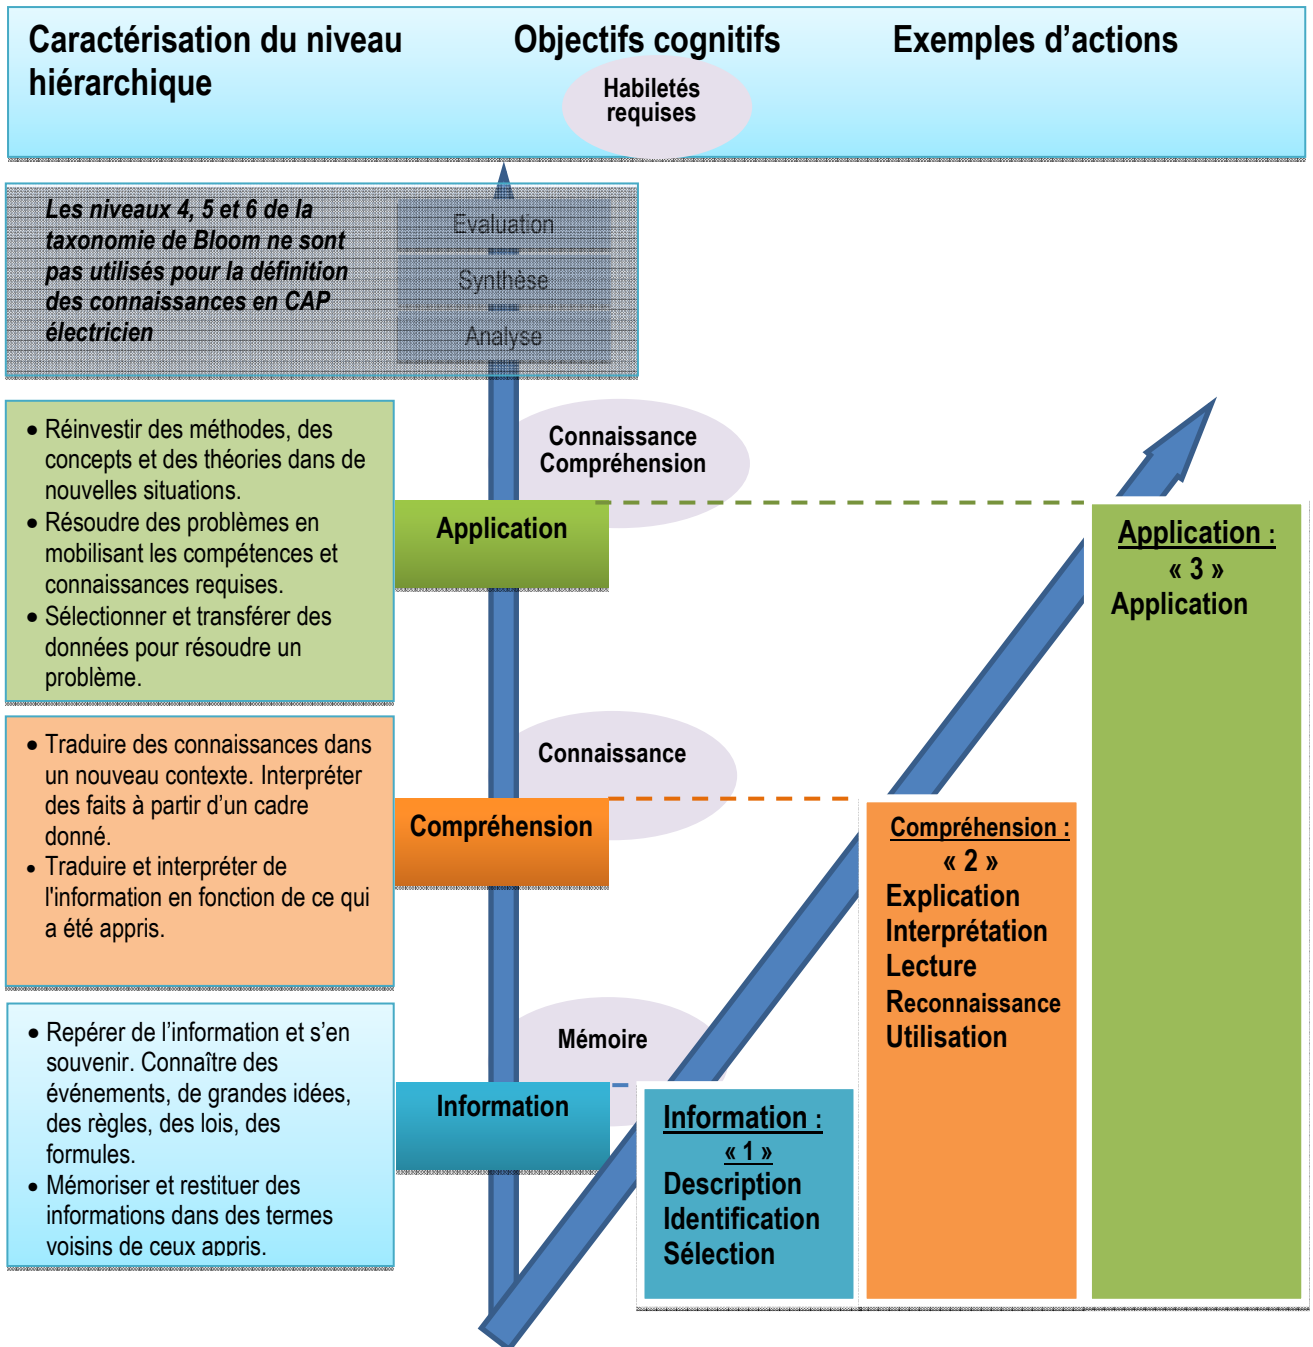 Caractérisation du niveau
hiérarchique
Objectifs cognitifs
Habiletés
requises
Exemples d’actions
Les niveaux 4, 5 et 6 de la
taxonomie de Bloom ne sont
pas utilisés pour la définition
des connaissances en CAP
électricien
Evaluation
Synthèse
Analyse
• Réinvestir des méthodes, des
concepts et des théories dans de
nouvelles situations.
• Résoudre des problèmes en
mobilisant les compétences et
connaissances requises.
• Sélectionner et transférer des
données pour résoudre un
problème.
Connaissance
Compréhension
Application
Application :
« 3 »
Application
• Traduire des connaissances dans
un nouveau contexte. Interpréter
des faits à partir d’un cadre
donné.
• Traduire et interpréter de
l'information en fonction de ce qui
a été appris.
Connaissance
Compréhension
Compréhension :
« 2 »
Explication
Interprétation
Lecture
Reconnaissance
Utilisation
• Repérer de l’information et s’en
souvenir. Connaître des
événements, de grandes idées,
des règles, des lois, des
formules.
• Mémoriser et restituer des
informations dans des termes
voisins de ceux appris.
Mémoire
Information
Information :
« 1 »
Description
Identification
Sélection